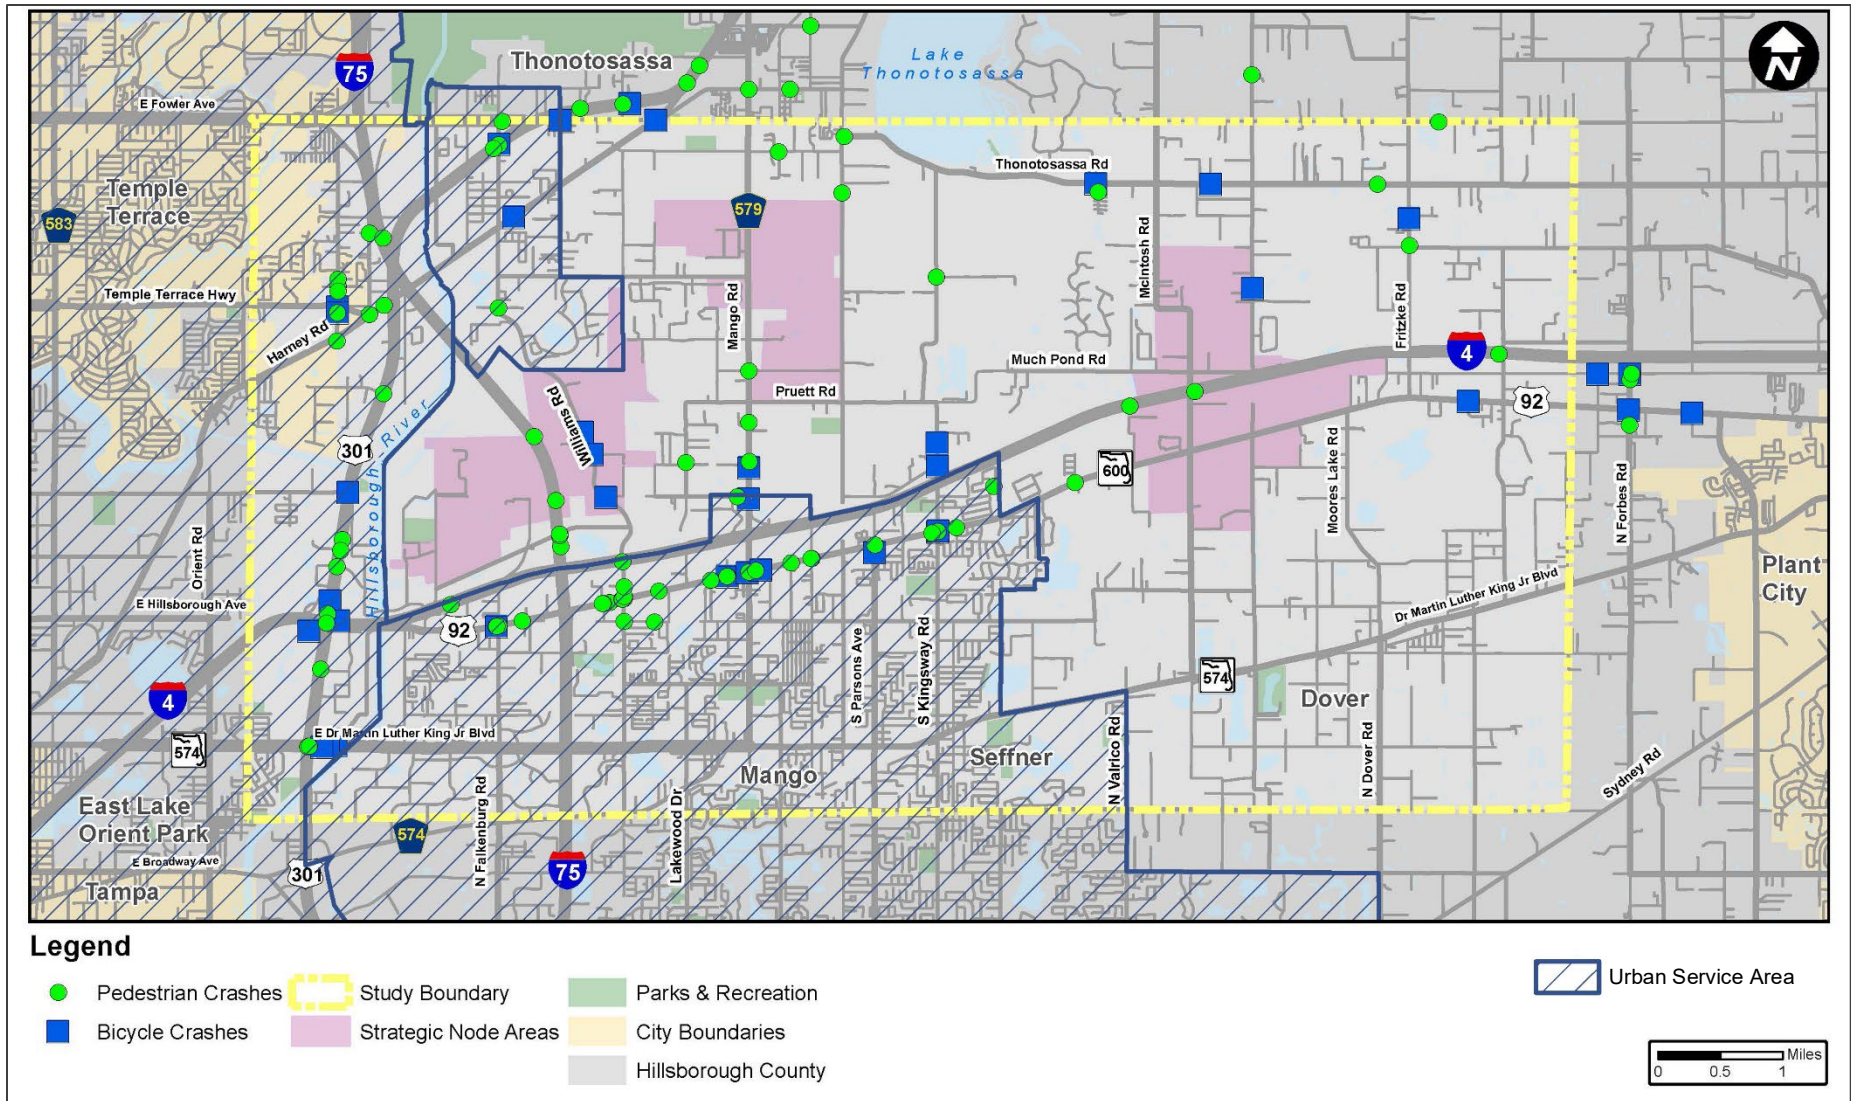 Thonotosassa
Lake
Thonotosassa
N
75
E Fowler Ave
Thonotosassa Rd
Temple
Terrace
583
579
McIntosh Rd
Temple Terrace Hwy
Mango Rd
Fritzke Rd
Harney Rd
Much Pond Rd
4
Pruett Rd
92
Williams Rd
301
Hillsborough River
600
Moores Lake Rd
N Forbes Rd
Orient Rd
Plant
City
Dr Martin Luther King Jr Blvd
E Hillsborough Ave
92
S Parsons Ave
S Kingsway Rd
574
Dover
4
574
E Dr Martin Luther King Jr Blvd
Seffner
N Valrico Rd
N Dover Rd
Mango
Sydney Rd
East Lake
Orient Park
N Falkenburg Rd
Lakewood Dr
574
E Broadway Ave
301
75
Tampa
Legend
Pedestrian Crashes
Study Boundary
Parks & Recreation
Urban Service Area
Bicycle Crashes
Strategic Node Areas
City Boundaries
Hillsborough County
Miles
0 0.5 1